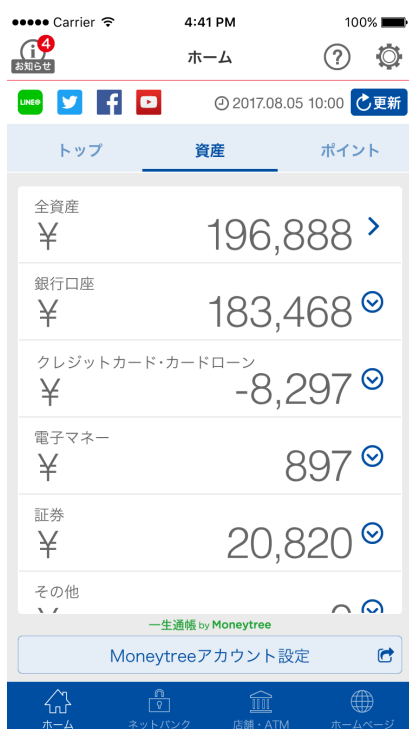 Carrier 4:41 PM 100%
4
お知らせ
ホーム
?
LINE@ 2017.08.05 10:00 更新
トップ 資産 ポイント
全資産
¥ 196,888
銀行口座
¥ 183,468
クレジットカード・カードローン
¥ -8,297
電子マネー
¥ 897
証券
¥ 20,820
その他
一生通帳 by Moneytree
Moneytreeアカウント設定
ホーム ネットバンク 店舗・ATM ホームページ